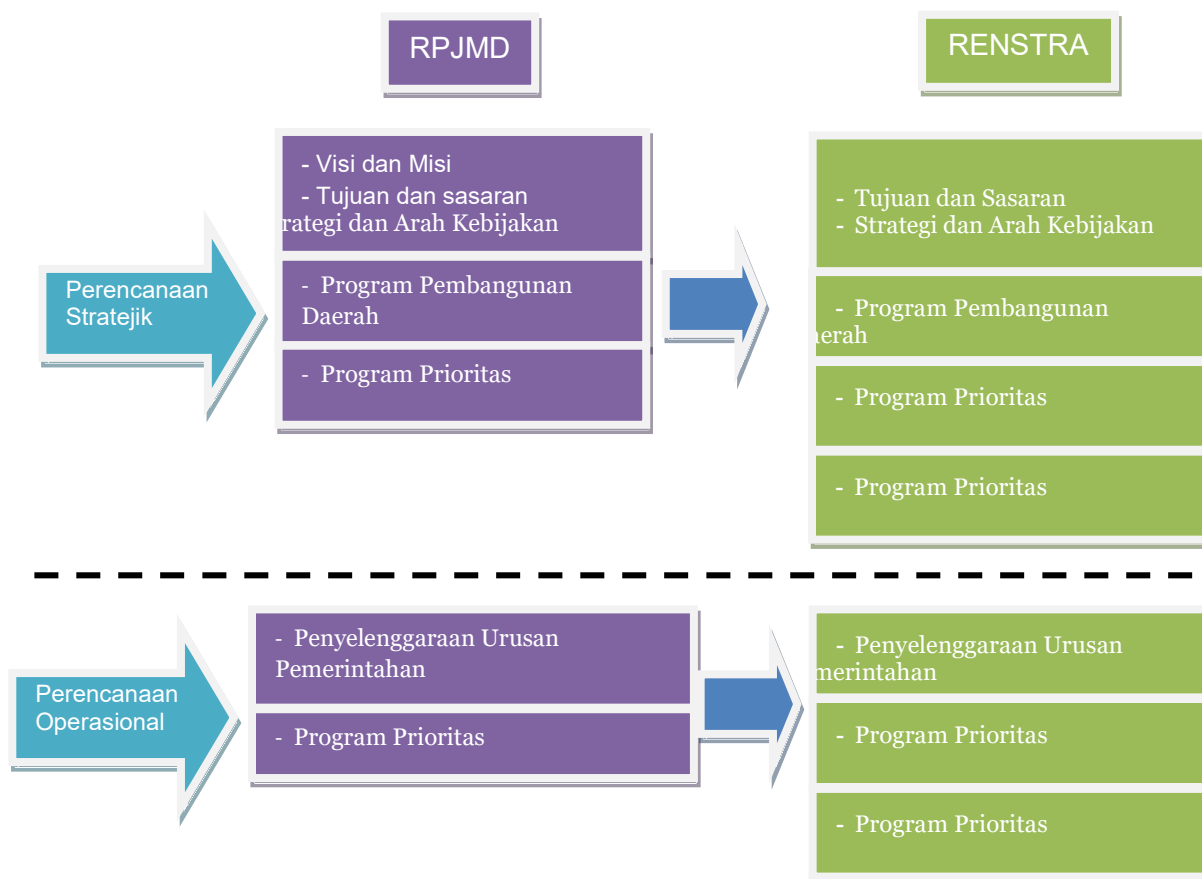 RPJMD
RENSTRA
Perencanaan
Stratejik
- Visi dan Misi
- Tujuan dan sasaran
rategi dan Arah Kebijakan
- Program Pembangunan
Daerah
- Program Prioritas
- Tujuan dan Sasaran
- Strategi dan Arah Kebijakan
- Program Pembangunan
erah
- Program Prioritas
- Program Prioritas
Perencanaan
Operasional
- Penyelenggaraan Urusan
Pemerintahan
- Program Prioritas
- Penyelenggaraan Urusan
merintahan
- Program Prioritas
- Program Prioritas